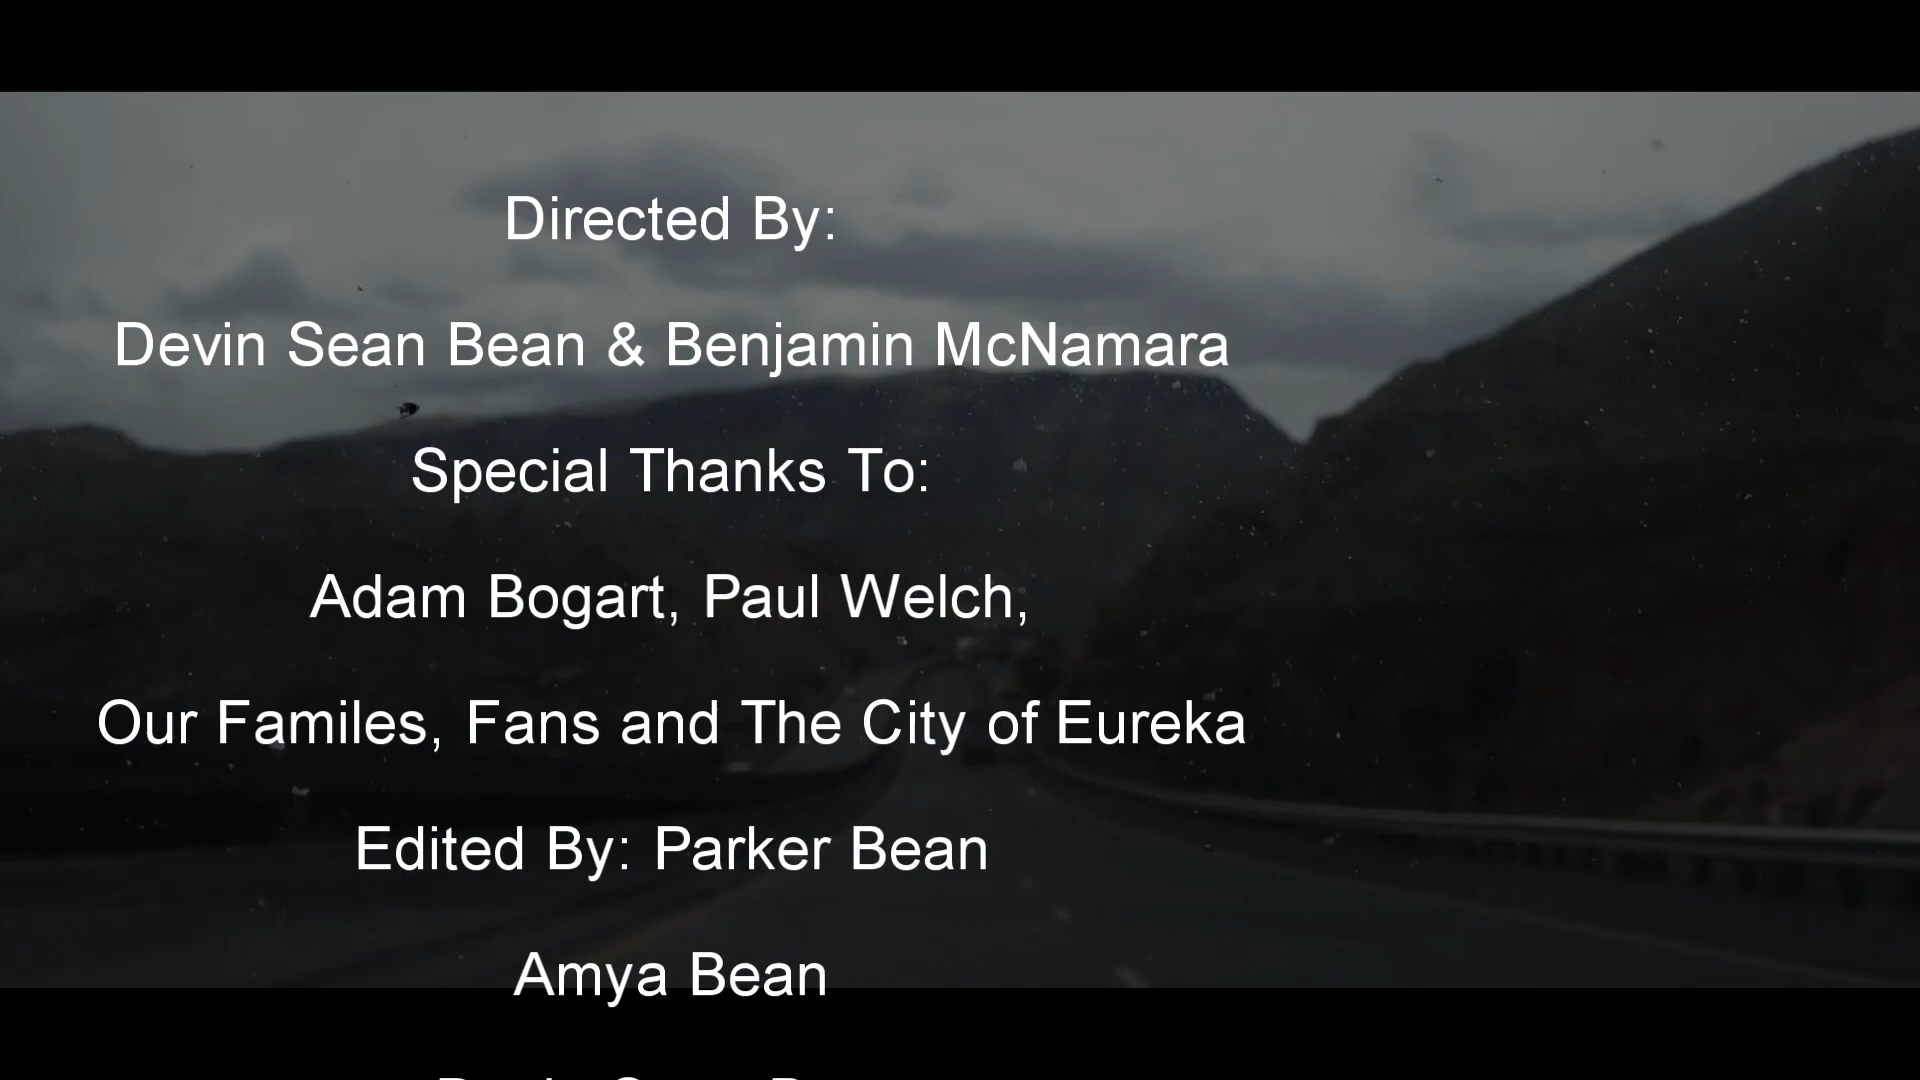 Directed By:
Devin Sean Bean & Benjamin McNamara
Special Thanks To:
Adam Bogart, Paul Welch,
Our Familes, Fans and The City of Eureka
Edited By: Parker Bean
Amya Bean